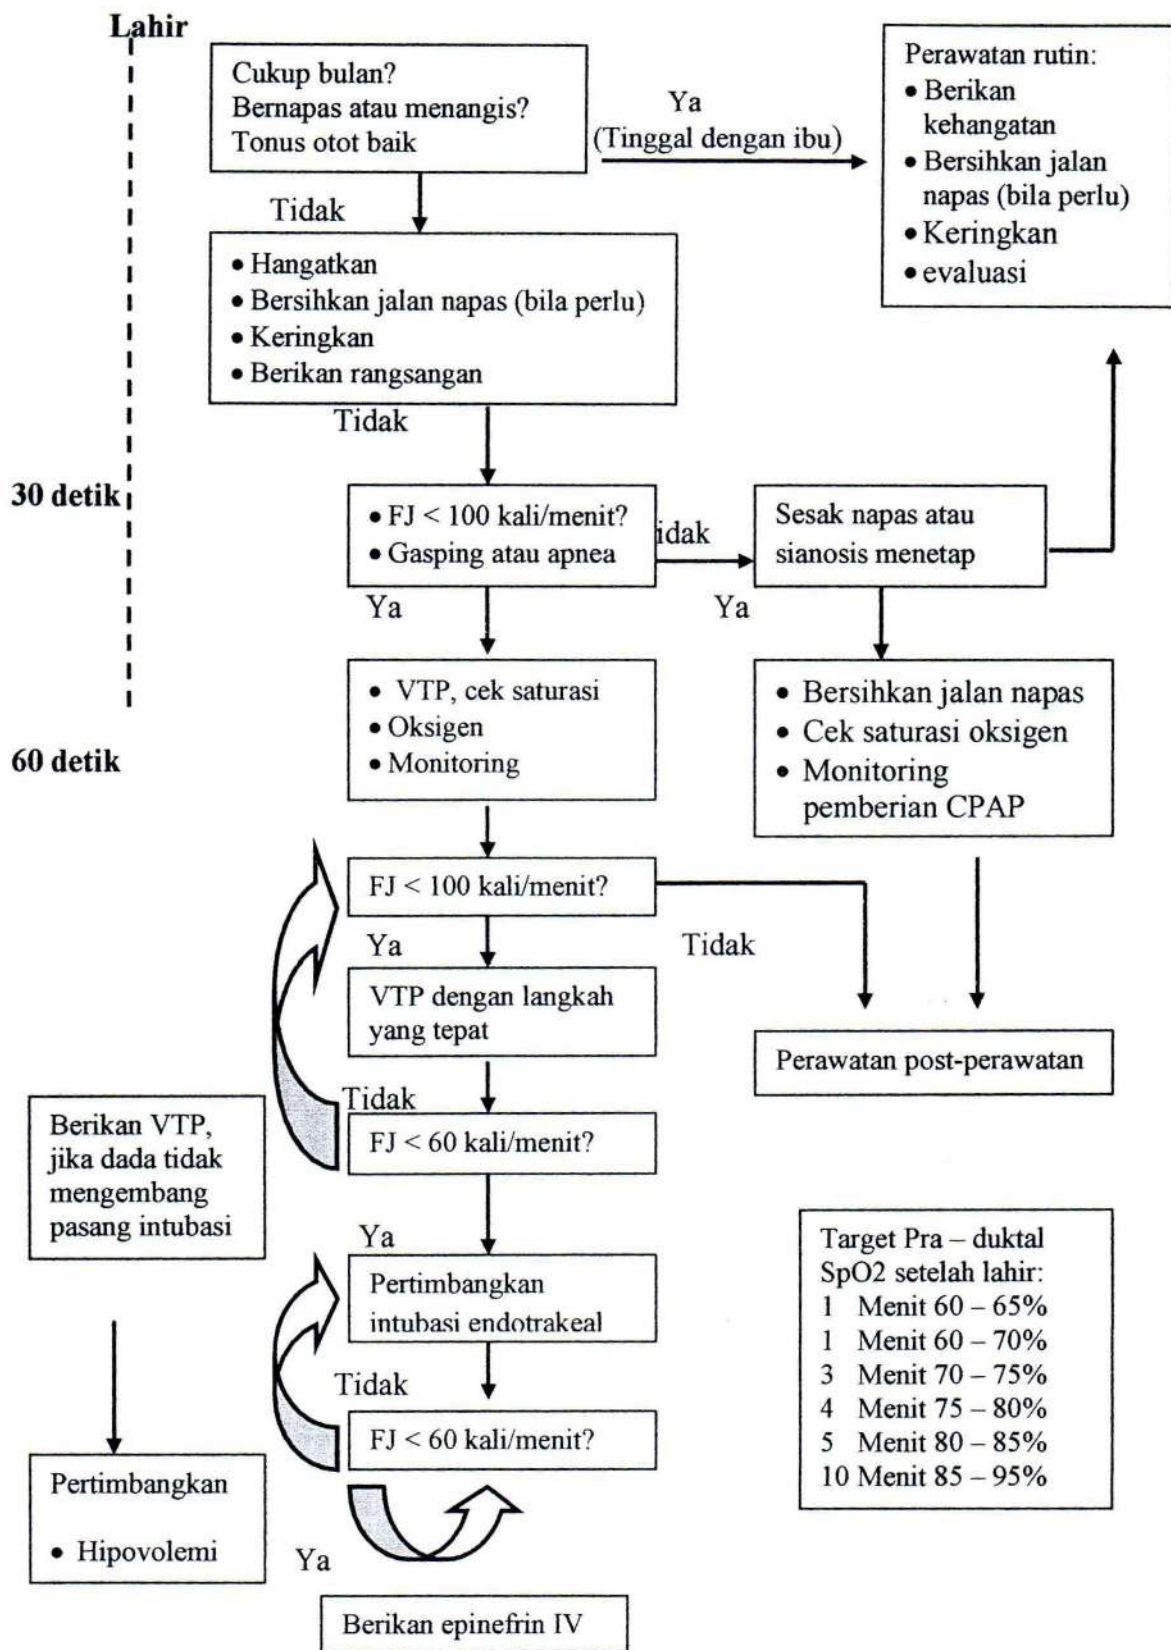 Lahir
Cukup bulan?
Bernapas atau menangis?
Tonus otot baik
Ya
(Tinggal dengan ibu)
Perawatan rutin:
• Berikan
kehangatan
• Bersihkan jalan
napas (bila perlu)
• Keringkan
• evaluasi
Tidak
• Hangatkan
• Bersihkan jalan napas (bila perlu)
• Keringkan
• Berikan rangsangan
Tidak
30 detik
• FJ < 100 kali/menit?
• Gasping atau apnea
idak
Sesak napas atau
sianosis menetap
Ya
Ya
• VTP, cek saturasi
• Oksigen
• Monitoring
• Bersihkan jalan napas
• Cek saturasi oksigen
• Monitoring
pemberian CPAP
60 detik
FJ < 100 kali/menit?
Ya
Tidak
VTP dengan langkah
yang tepat
Perawatan post-perawatan
Tidak
FJ < 60 kali/menit?
Berikan VTP,
jika dada tidak
mengembang
pasang intubasi
Ya
Pertimbangkan
intubasi endotrakeal
Target Pra – duktal
SpO2 setelah lahir:
1 Menit 60 – 65%
1 Menit 60 – 70%
3 Menit 70 – 75%
4 Menit 75 – 80%
5 Menit 80 – 85%
10 Menit 85 – 95%
Tidak
FJ < 60 kali/menit?
Pertimbangkan
• Hipovolemi
Ya
Berikan epinefrin IV